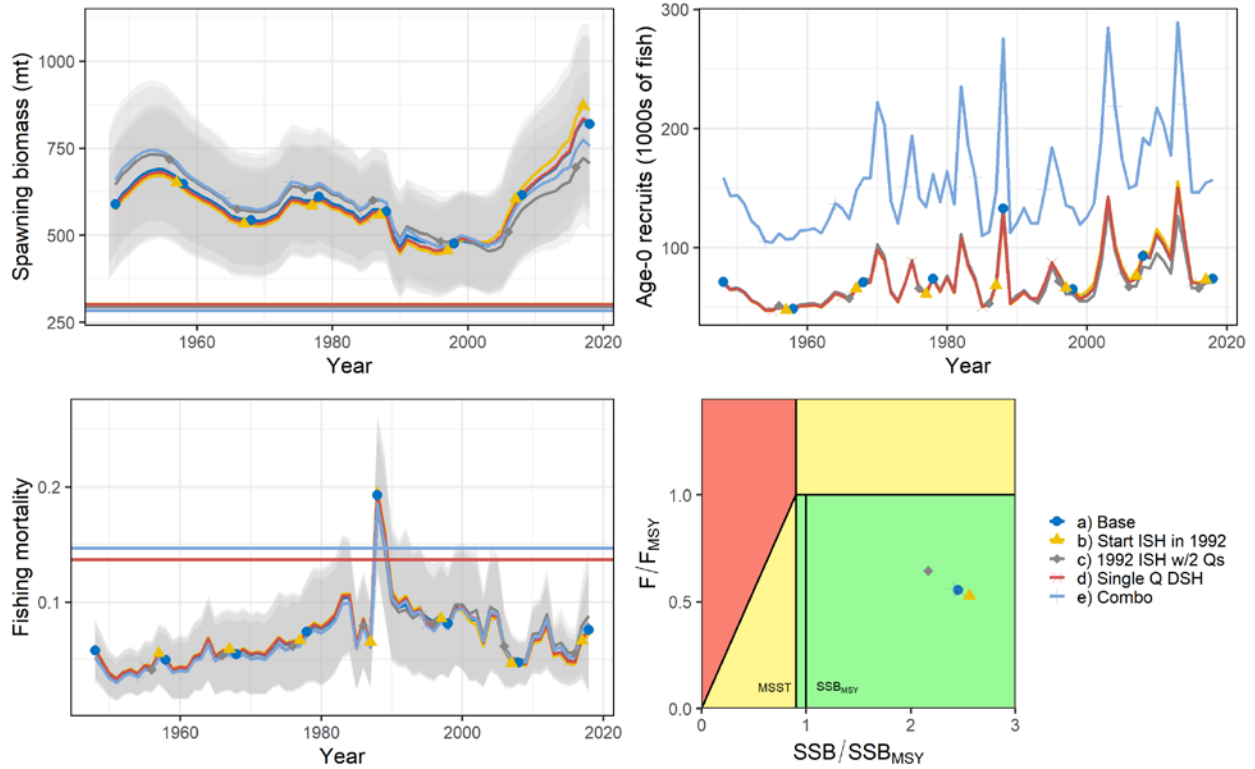 Spawning biomass (mt)
1000
750
500
250
1960
1980
2000
2020
Year
Age-0 recruits (1000s of fish)
300
200
100
1960
1980
2000
2020
Year
Fishing mortality
0.2
0.1
1960
1980
2000
2020
Year
F/FMSY
1.0
0.5
0.0
MSST
SSBMSY
0
1
2
3
SSB/SSBMSY
a) Base
b) Start ISH in 1992
c) 1992 ISH w/2 Qs
d) Single Q DSH
e) Combo